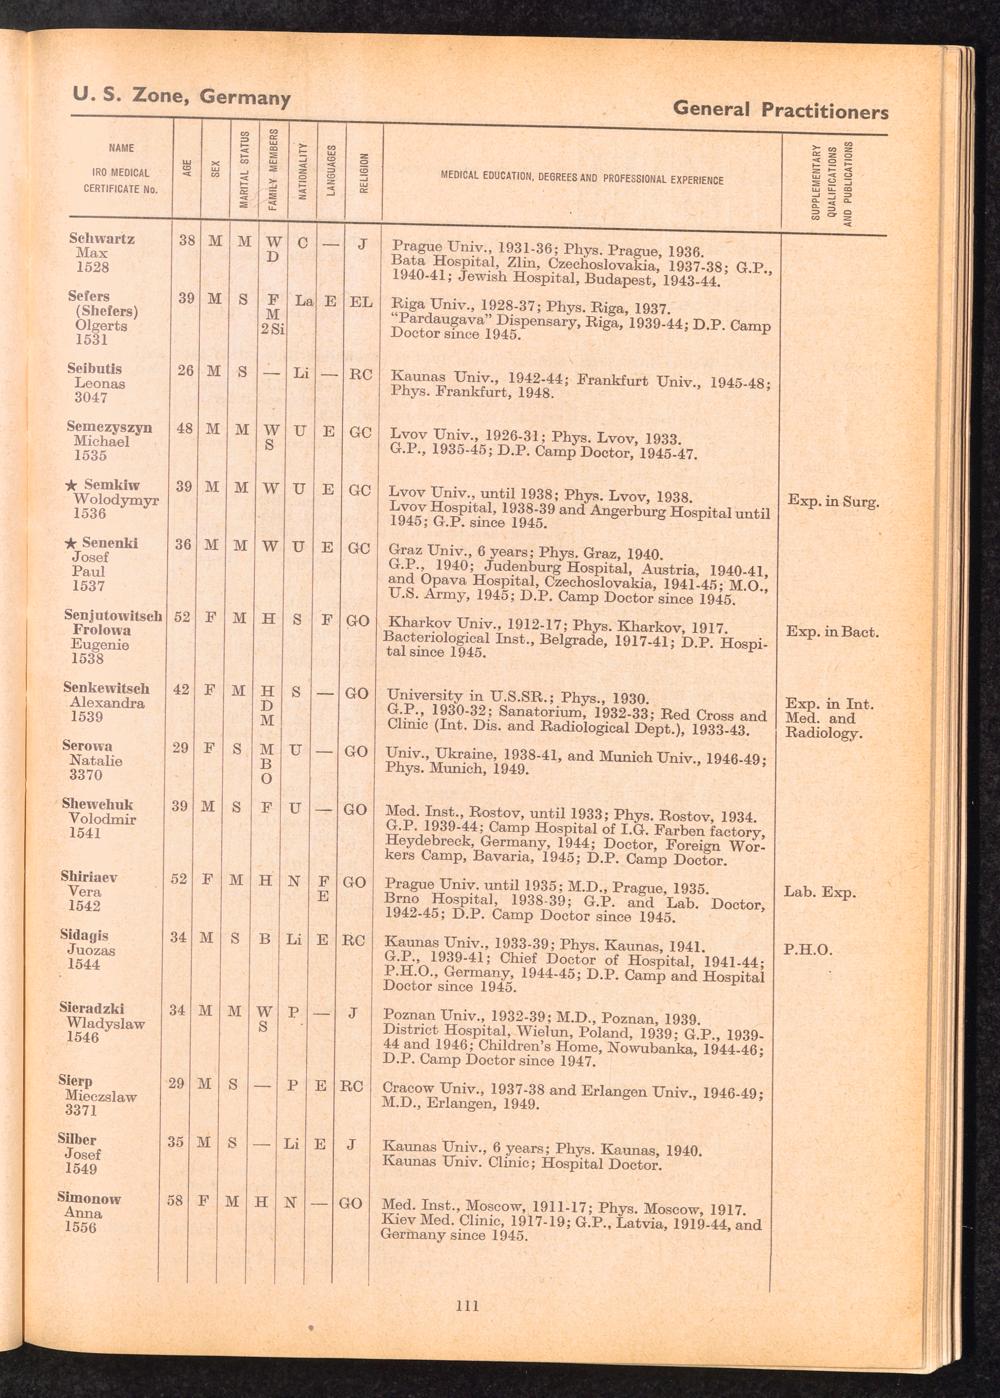 U. S. Zone, Germany
General Practitioners
NAME
IRO MEDICAL
CERTIFICATE No.
AGE
SEX
MARITAL STATUS
FAMILY MEMBERS
NATIONALITY
LANGUAGES
RELIGION
MEDICAL EDUCATION, DEGREES AND PROFESSIONAL EXPERIENCE
SUPPLEMENTARY
QUALIFICATIONS
AND PUBLICATIONS
Schwartz 38 M M W C — J Prague Univ., 1931-36; Phys. Prague, 1936.
Max D Bata Hospital, Zlin, Czechoslovakia, 1937-38; G.P.,
1528 1940-41; Jewish Hospital, Budapest, 1943-44.
Sefers 39 M S F La E EL Riga Univ., 1928-37; Phys. Riga, 1937.
(Shefers) M "Pardaugava" Dispensary, Riga, 1939-44; D.P. Camp
Olgerts 2 Si Doctor since 1945.
1531
Seibutis 26 M S — Li — RC Kaunas Univ., 1942-44; Frankfurt Univ., 1945-48;
Leonas Phys. Frankfurt, 1948.
3047
Semezyszyn 48 M M W U E GC Lvov Univ., 1926-31; Phys. Lvov, 1933.
Michael S G.P., 1935-45; D.P. Camp Doctor, 1945-47.
1535
★ Semkiw 39 M M W U E GC Lvov Univ., until 1938; Phys. Lvov, 1938. Exp. in Surg.
Wolodymyr Lvov Hospital, 1938-39 and Angerburg Hospital until
1536 1945; G.P. since 1945.
★ Senenki 36 M M W U E GC Graz Univ., 6 years; Phys. Graz, 1940.
Josef G.P., 1940; Judenburg Hospital, Austria, 1940-41,
Paul and Opava Hospital, Czechoslovakia, 1941-45; M.O.,
1537 U.S. Army, 1945; D.P. Camp Doctor since 1945.
Senjutowitsch 52 F M H S F GO Kharkov Univ., 1912-17; Phys. Kharkov, 1917. Exp. in Bact.
Frolowa Bacteriological Inst., Belgrade, 1917-41; D.P. Hospi-
Eugenie tal since 1945.
1538
Senkewitsch 42 F M H S — GO University in U.S.SR.; Phys., 1930. Exp. in Int.
Alexandra D G.P., 1930-32; Sanatorium, 1932-33; Red Cross and Med. and
1539 M Clinic (Int. Dis. and Radiological Dept.), 1933-43. Radiology.
Serowa 29 F S M U — GO Univ., Ukraine, 1938-41, and Munich Univ., 1946-49;
Natalie B Phys. Munich, 1949.
3370 O
Shewchuk 39 M S F U — GO Med. Inst., Rostov, until 1933; Phys. Rostov, 1934.
Volodmir G.P. 1939-44; Camp Hospital of I.G. Farben factory,
1541 Heydebreck, Germany, 1944; Doctor, Foreign Wor-
kers Camp, Bavaria, 1945; D.P. Camp Doctor.
Shiriaev 52 F M H N F GO Prague Univ. until 1935; M.D., Prague, 1935. Lab. Exp.
Vera E Brno Hospital, 1938-39; G.P. and Lab. Doctor,
1542 1942-45; D.P. Camp Doctor since 1945.
Sidagis 34 M S B Li E RC Kaunas Univ., 1933-39; Phys. Kaunas, 1941. P.H.O.
Juozas G.P., 1939-41; Chief Doctor of Hospital, 1941-44;
1544 P.H.O., Germany, 1944-45; D.P. Camp and Hospital
Doctor since 1945.
Sieradzki 34 M M W P — J Poznan Univ., 1932-39; M.D., Poznan, 1939.
Wladyslaw S District Hospital, Wielun, Poland, 1939; G.P., 1939-
1546 44 and 1946; Children's Home, Nowubanka, 1944-46;
D.P. Camp Doctor since 1947.
Sierp 29 M S — P E RC Cracow Univ., 1937-38 and Erlangen Univ., 1946-49;
Mieczslaw M.D., Erlangen, 1949.
3371
Silber 35 M S — Li E J Kaunas Univ., 6 years; Phys. Kaunas, 1940.
Josef Kaunas Univ. Clinic; Hospital Doctor.
1549
Simonow 58 F M H N — GO Med. Inst., Moscow, 1911-17; Phys. Moscow, 1917.
Anna Kiev Med. Clinic, 1917-19; G.P., Latvia, 1919-44, and
1556 Germany since 1945.
111